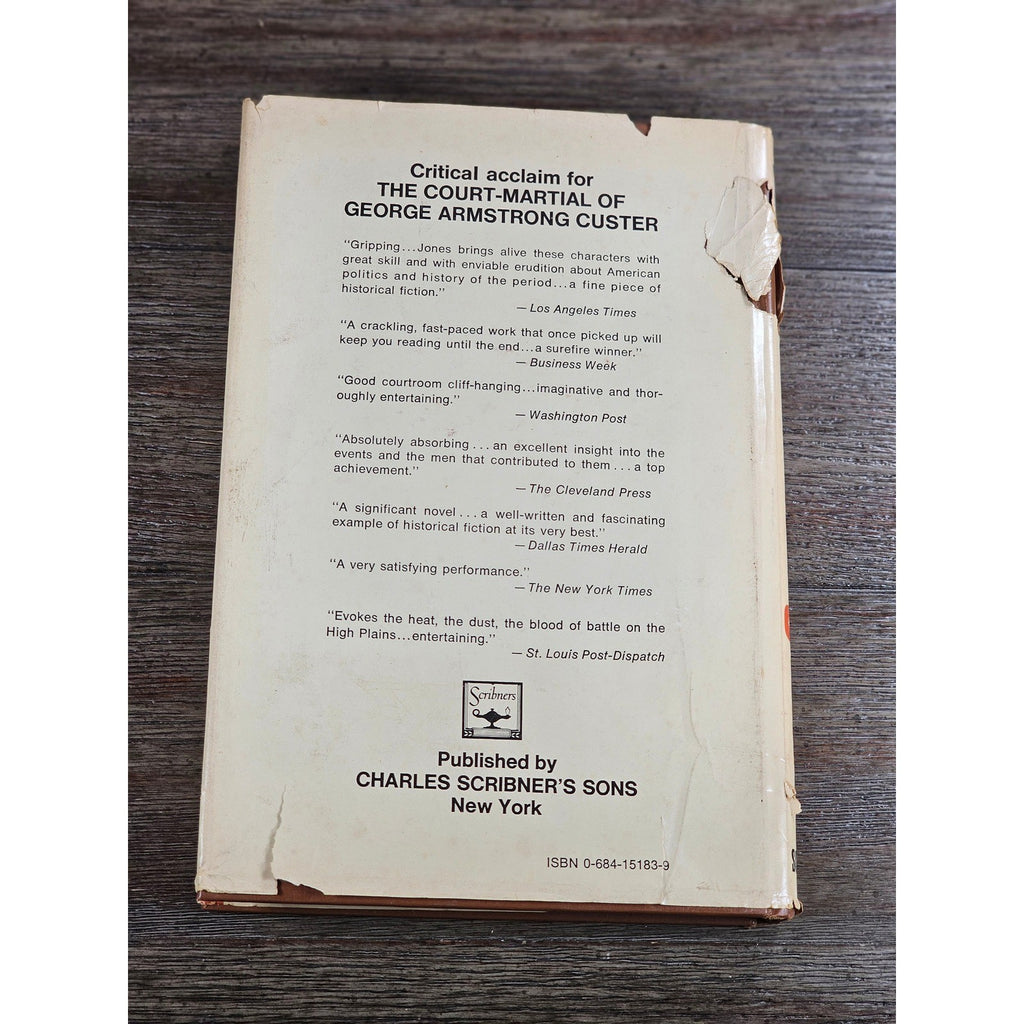 Critical acclaim for
THE COURT-MARTIAL OF
GEORGE ARMSTRONG CUSTER
“Gripping...Jones brings alive these characters with
great skill and with enviable erudition about American
politics and history of the period...a fine piece of
historical fiction.”
— Los Angeles Times
“A crackling, fast-paced work that once picked up will
keep you reading until the end...a surefire winner.”
— Business Week
“Good courtroom cliff-hanging...imaginative and thor-
oughly entertaining.”
— Washington Post
“Absolutely absorbing...an excellent insight into the
events and the men that contributed to them...a top
achievement.”
— The Cleveland Press
“A significant novel...a well-written and fascinating
example of historical fiction at its very best.”
— Dallas Times Herald
“A very satisfying performance.”
— The New York Times
“Evokes the heat, the dust, the blood of battle on the
High Plains...entertaining.”
— St. Louis Post-Dispatch
Scribners
Published by
CHARLES SCRIBNER'S SONS
New York
ISBN 0-684-15183-9